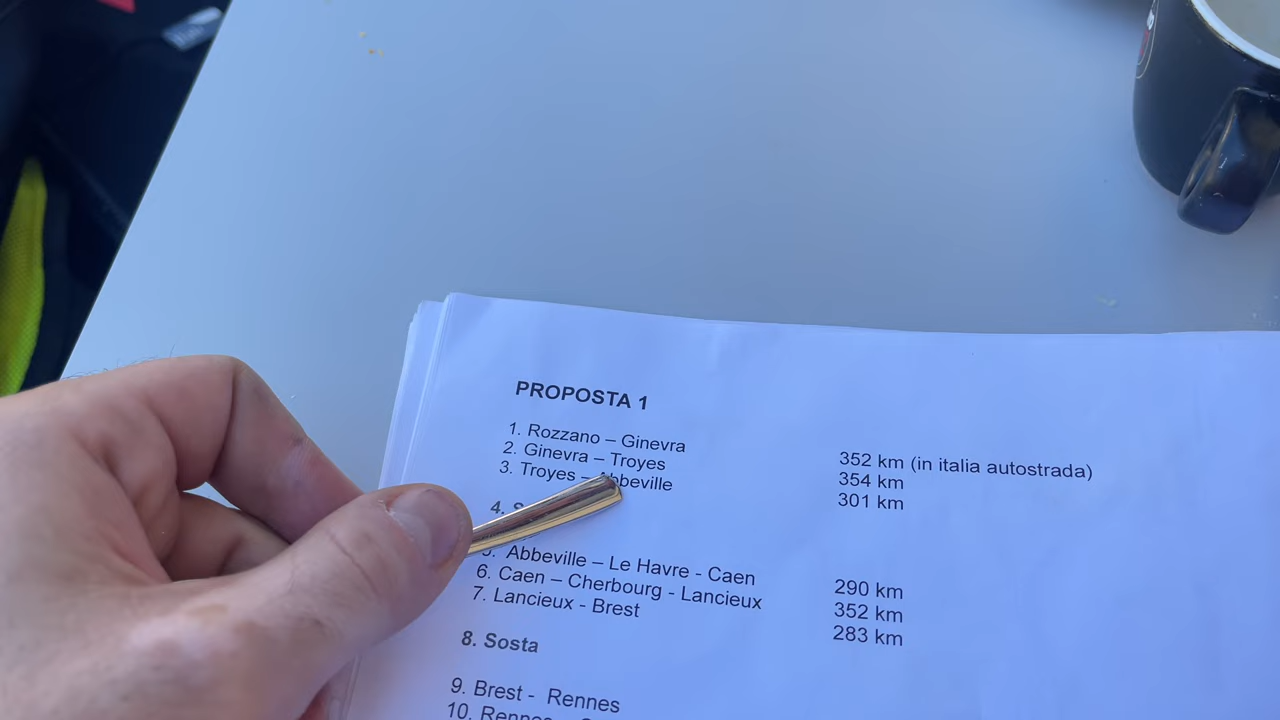 PROPOSTA 1
1. Rozzano – Ginevra 352 km (in italia autostrada)
2. Ginevra – Troyes 354 km
3. Troyes – Abbeville 301 km
4.
5. Abbeville – Le Havre - Caen 290 km
6. Caen – Cherbourg - Lancieux 352 km
7. Lancieux - Brest 283 km
8. Sosta
9. Brest - Rennes
10. Rennes